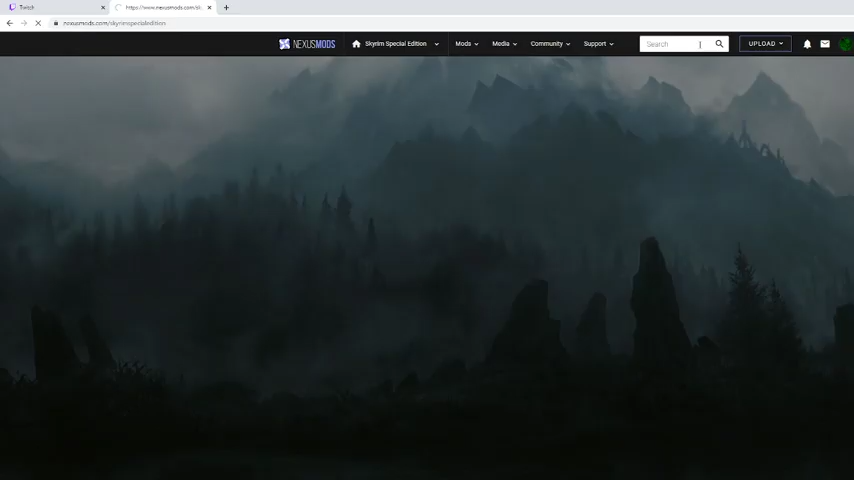 Twitch
https://www.nexusmods.com/sk
nexusmods.com/skyrimspecialedition
NEXUSMODS
Skyrim Special Edition
Mods
Media
Community
Support
Search
UPLOAD